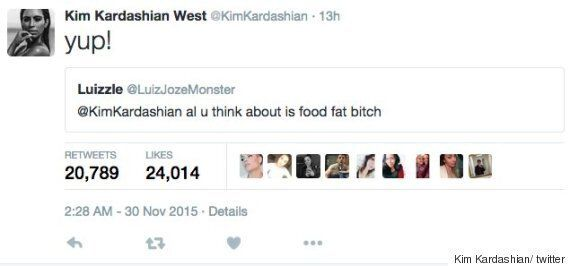 Kim Kardashian West @KimKardashian · 13h
yup!
Luizzle @LuizJozeMonster
@KimKardashian al u think about is food fat bitch
RETWEETS LIKES
20,789 24,014
2:28 AM - 30 Nov 2015 · Details
Kim Kardashian/ twitter